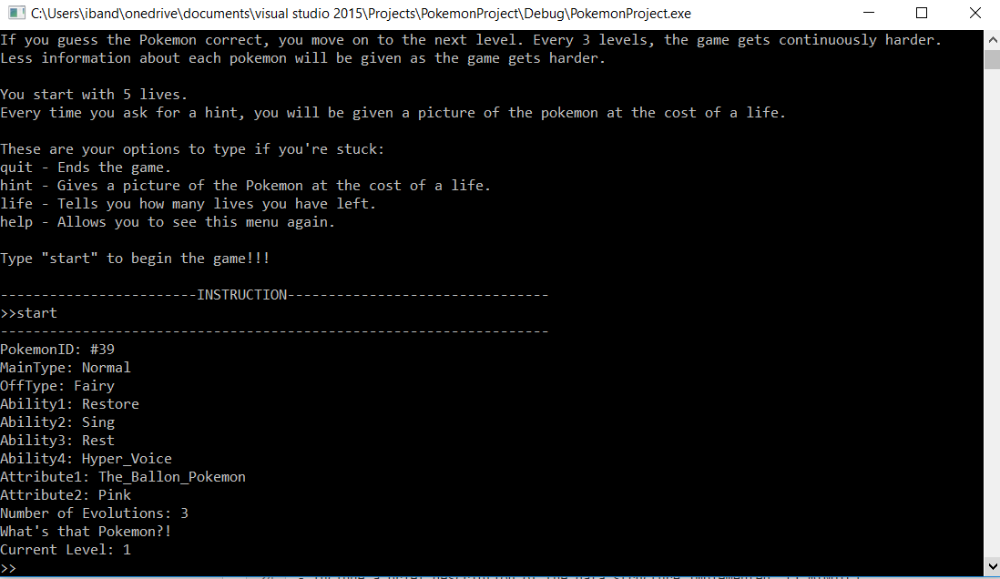 C:\Users\iband\onedrive\documents\visual studio 2015\Projects\PokemonProject\Debug\PokemonProject.exe
If you guess the Pokemon correct, you move on to the next level. Every 3 levels, the game gets continuously harder.
Less information about each pokemon will be given as the game gets harder.
You start with 5 lives.
Every time you ask for a hint, you will be given a picture of the pokemon at the cost of a life.
These are your options to type if you're stuck:
quit - Ends the game.
hint - Gives a picture of the Pokemon at the cost of a life.
life - Tells you how many lives you have left.
help - Allows you to see this menu again.
Type "start" to begin the game!!!
------------------------INSTRUCTION--------------------------------
>>start
-------------------------------------------------------------------
PokemonID: #39
MainType: Normal
OffType: Fairy
Ability1: Restore
Ability2: Sing
Ability3: Rest
Ability4: Hyper_Voice
Attribute1: The_Ballon_Pokemon
Attribute2: Pink
Number of Evolutions: 3
What's that Pokemon?!
Current Level: 1
>>